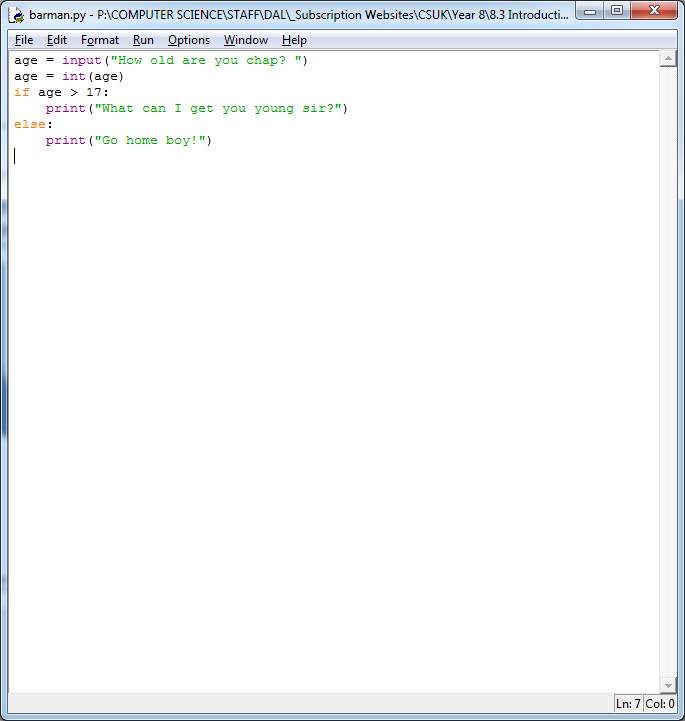 barman.py - P:\COMPUTER SCIENCE\STAFF\DAL\_Subscription Websites\CSUK\Year 8\8.3 Introducti...
File Edit Format Run Options Window Help
age = input("How old are you chap? ")
age = int(age)
if age > 17:
    print("What can I get you young sir?")
else:
    print("Go home boy!")
Ln: 7 Col: 0